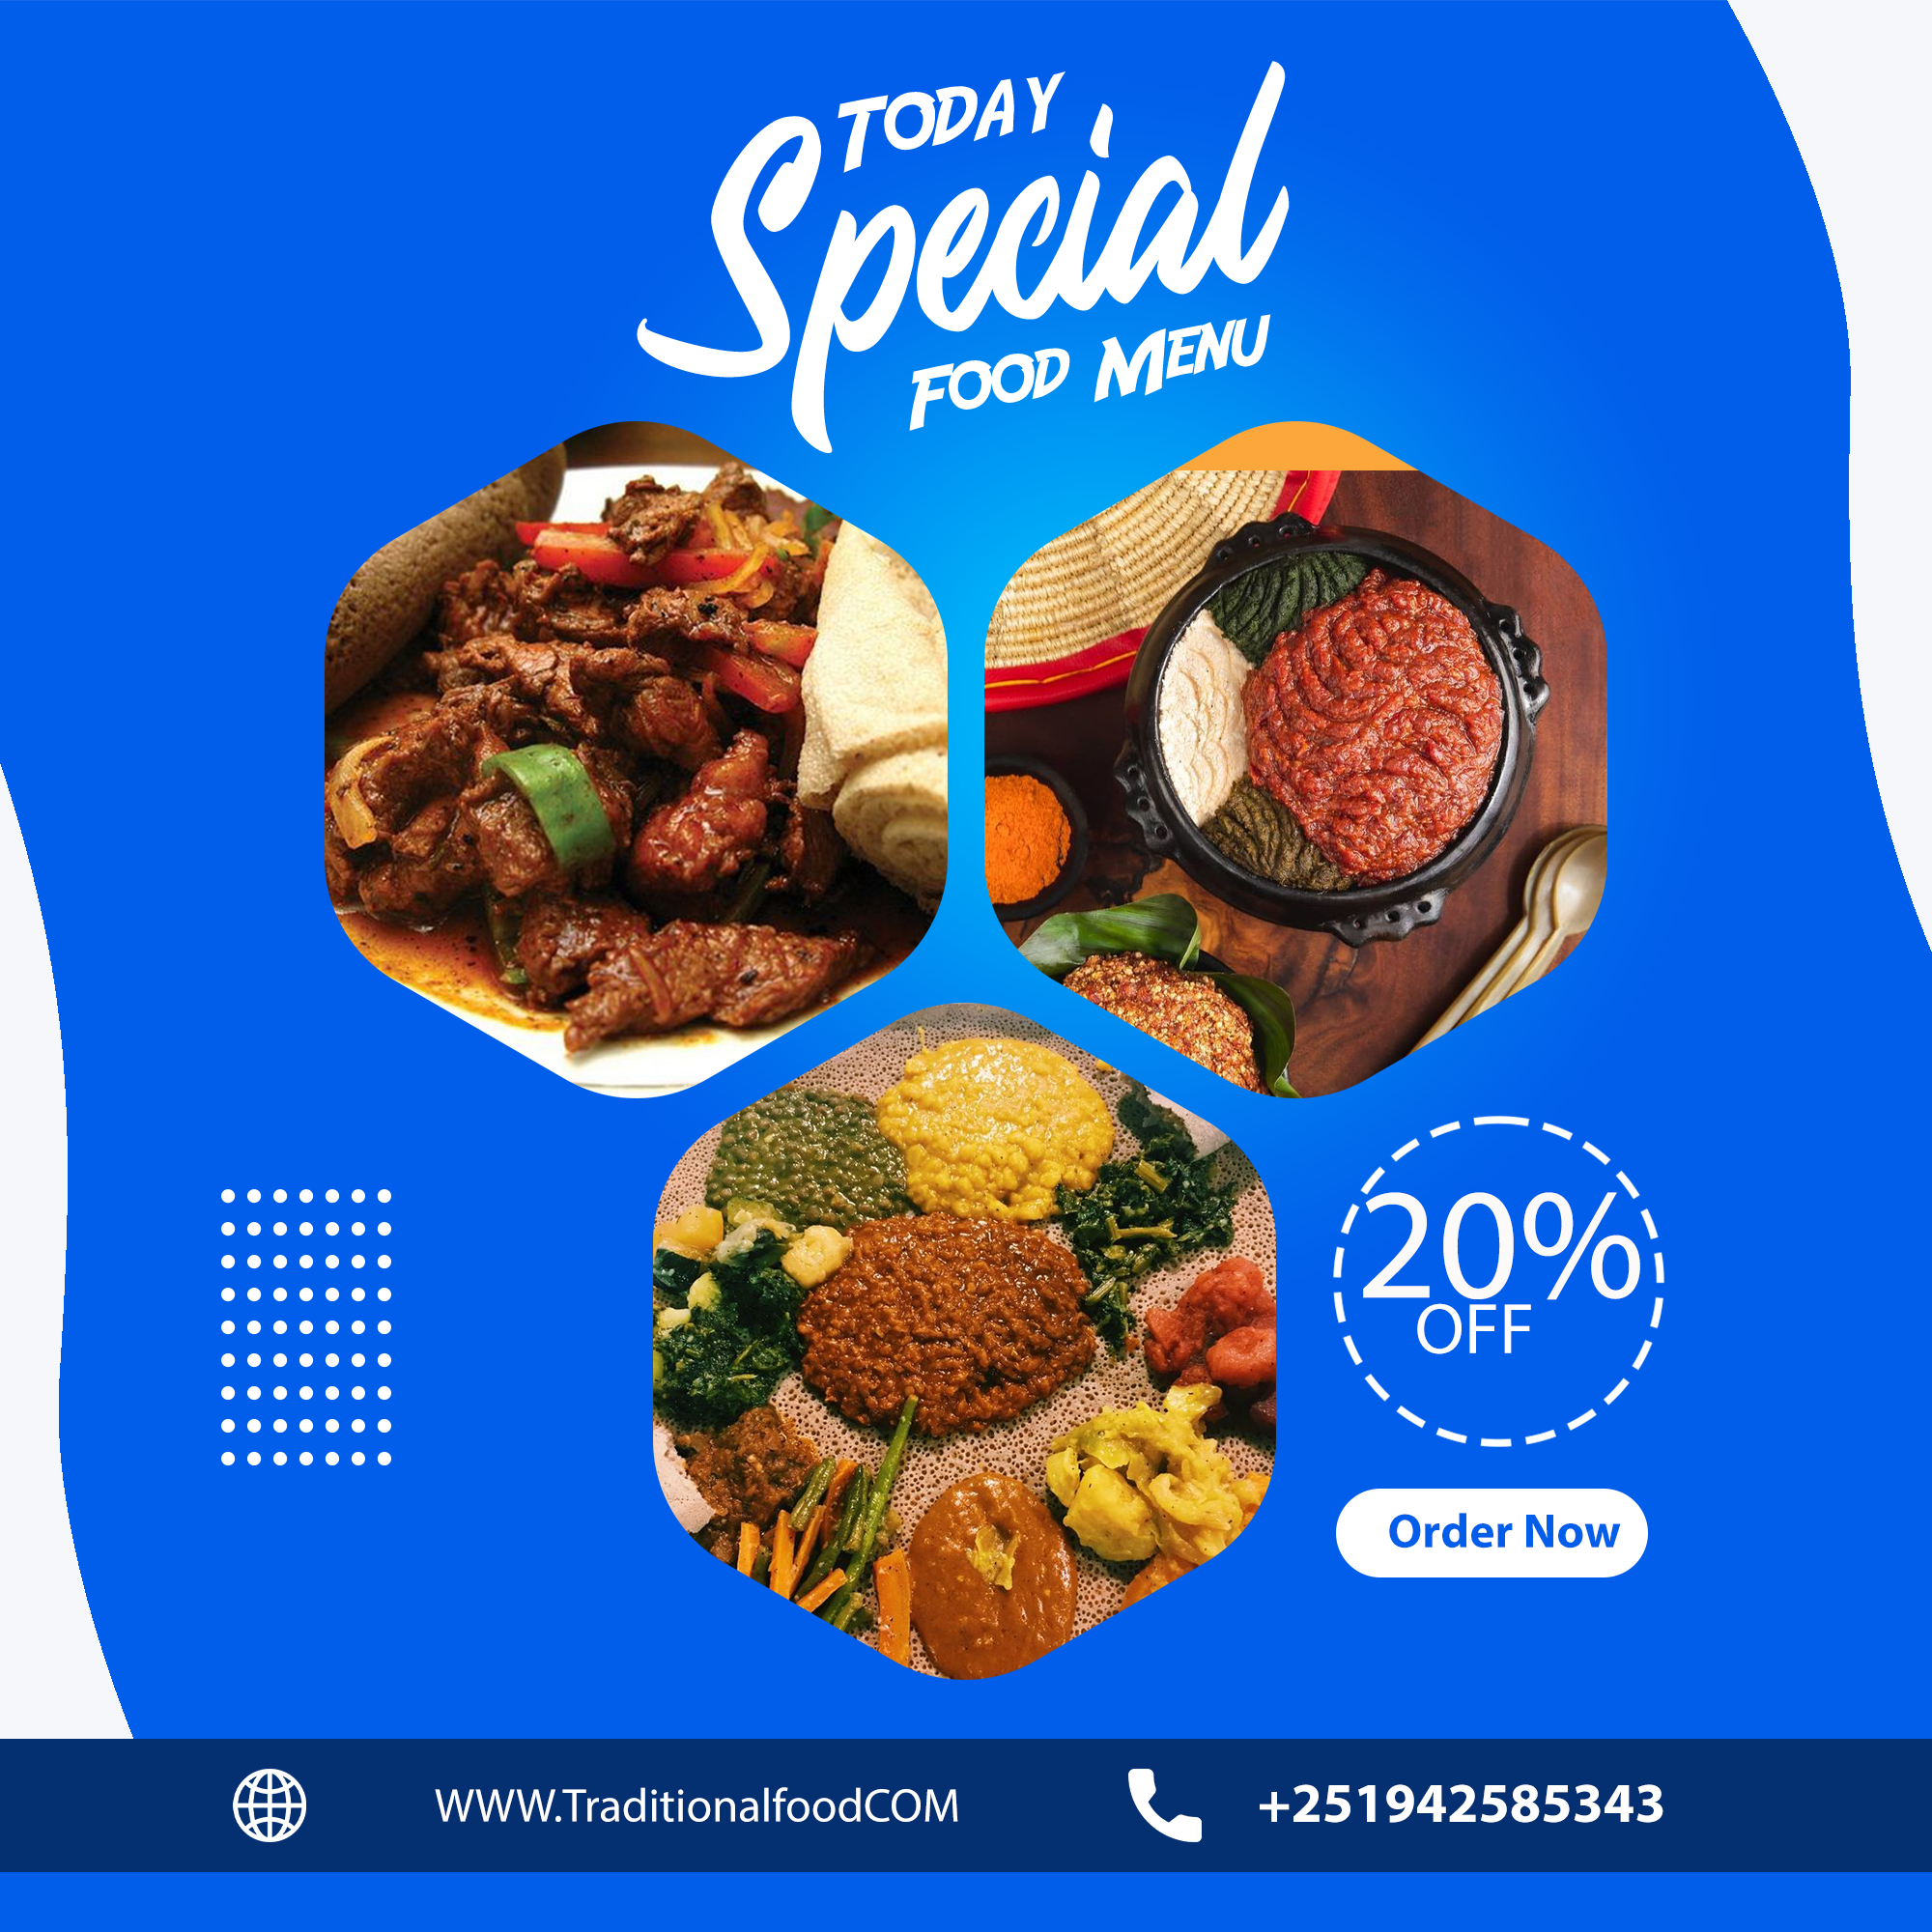 TODAY
Special
FOOD MENU
20%
OFF
Order Now
WWW.TraditionalfoodCOM
+251942585343